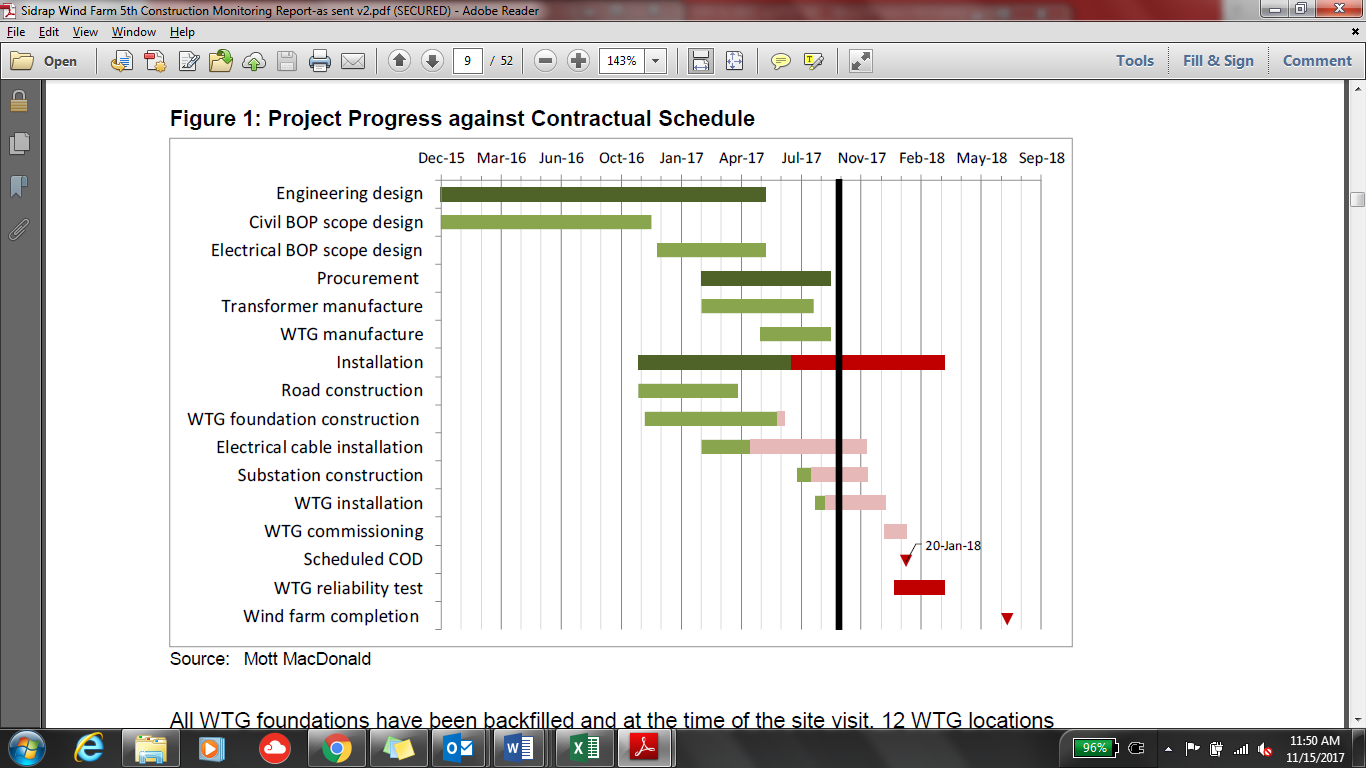 Sidrap Wind Farm 5th Construction Monitoring Report-as sent v2.pdf (SECURED) - Adobe Reader
File Edit View Window Help
Open 9 / 52 143% Tools Fill & Sign Comment
Figure 1: Project Progress against Contractual Schedule
Dec-15 Mar-16 Jun-16 Oct-16 Jan-17 Apr-17 Jul-17 Nov-17 Feb-18 May-18 Sep-18
Engineering design
Civil BOP scope design
Electrical BOP scope design
Procurement
Transformer manufacture
WTG manufacture
Installation
Road construction
WTG foundation construction
Electrical cable installation
Substation construction
WTG installation
WTG commissioning
20-Jan-18
Scheduled COD
WTG reliability test
Wind farm completion
Source: Mott MacDonald
All WTG foundations have been backfilled and at the time of the site visit, 12 WTG locations
96%
11:50 AM
11/15/2017